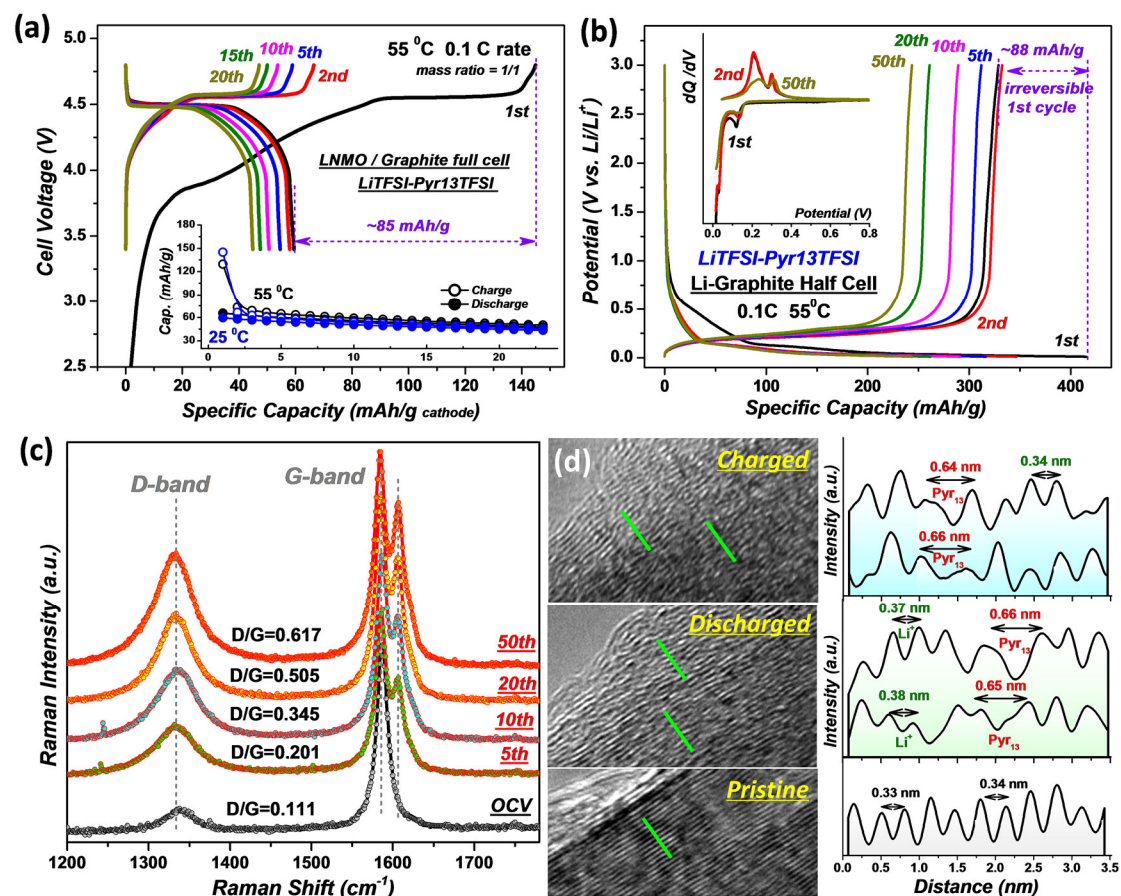 (a)
5.0
4.5
4.0
3.5
3.0
2.5
Cell Voltage (V)
15th
10th
5th
20th
2nd
55 ⁰C 0.1 C rate
mass ratio = 1/1
1st
LNMO / Graphite full cell
LiTFSI-Pyr13TFSI
~85 mAh/g
180
150
120
90
60
30
Cap. (mAh/g)
55 ⁰C
25 ⁰C
Charge
Discharge
0 5 10 15 20
0 20 40 60 80 100 120 140
Specific Capacity (mAh/g cathode)
(b)
3.0
2.5
2.0
1.5
1.0
0.5
0.0
Potential (V vs. Li/Li⁺)
dQ /dV
2nd
50th
1st
Potential (V)
0.0 0.2 0.4 0.6 0.8
50th
20th
10th
5th
~88 mAh/g
irreversible
1st cycle
LiTFSI-Pyr13TFSI
Li-Graphite Half Cell
0.1C 55⁰C
2nd
1st
0 100 200 300 400
Specific Capacity (mAh/g)
(c)
D-band
G-band
Raman Intensity (a.u.)
D/G=0.617
50th
D/G=0.505
20th
D/G=0.345
10th
D/G=0.201
5th
D/G=0.111
OCV
1200 1300 1400 1500 1600 1700
Raman Shift (cm⁻¹)
(d)
Charged
Discharged
Pristine
Intensity (a.u.)
0.64 nm
Pyr₁₃
0.34 nm
0.66 nm
Pyr₁₃
Intensity (a.u.)
0.37 nm
Li⁺
0.66 nm
Pyr₁₃
0.38 nm
Li⁺
0.65 nm
Pyr₁₃
Intensity (a.u.)
0.33 nm
0.34 nm
0.0 0.5 1.0 1.5 2.0 2.5 3.0 3.5
Distance (nm)